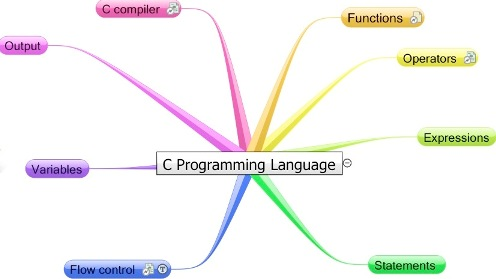 C compiler
Functions
Output
Operators
Expressions
C Programming Language
Variables
Flow control
Statements